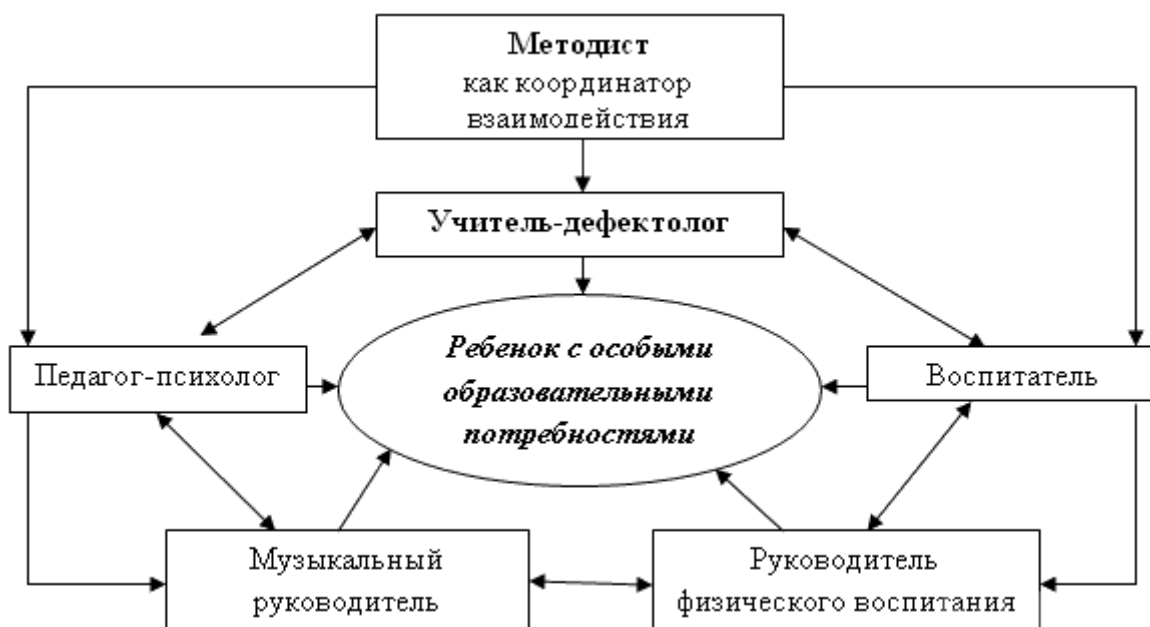 Методист
как координатор
взаимодействия
Учитель-дефектолог
Ребенок с особыми
образовательными
потребностями
Педагог-психолог
Воспитатель
Музыкальный
руководитель
Руководитель
физического воспитания